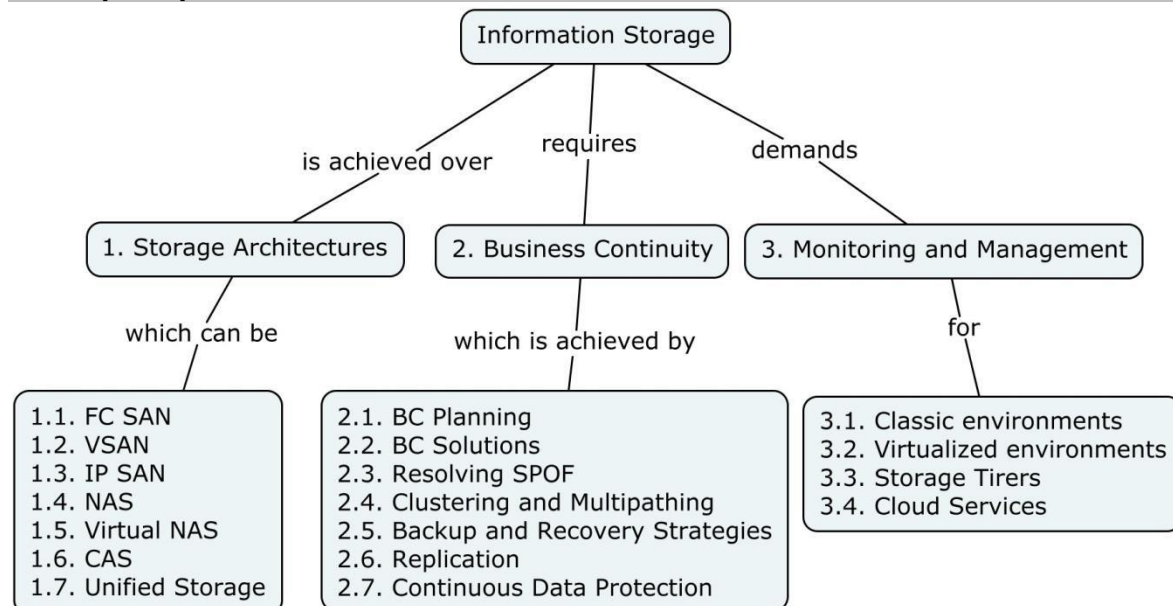 Information Storage
is achieved over
requires
demands
1. Storage Architectures
2. Business Continuity
3. Monitoring and Management
which can be
which is achieved by
for
1.1. FC SAN
1.2. VSAN
1.3. IP SAN
1.4. NAS
1.5. Virtual NAS
1.6. CAS
1.7. Unified Storage
2.1. BC Planning
2.2. BC Solutions
2.3. Resolving SPOF
2.4. Clustering and Multipathing
2.5. Backup and Recovery Strategies
2.6. Replication
2.7. Continuous Data Protection
3.1. Classic environments
3.2. Virtualized environments
3.3. Storage Tirers
3.4. Cloud Services